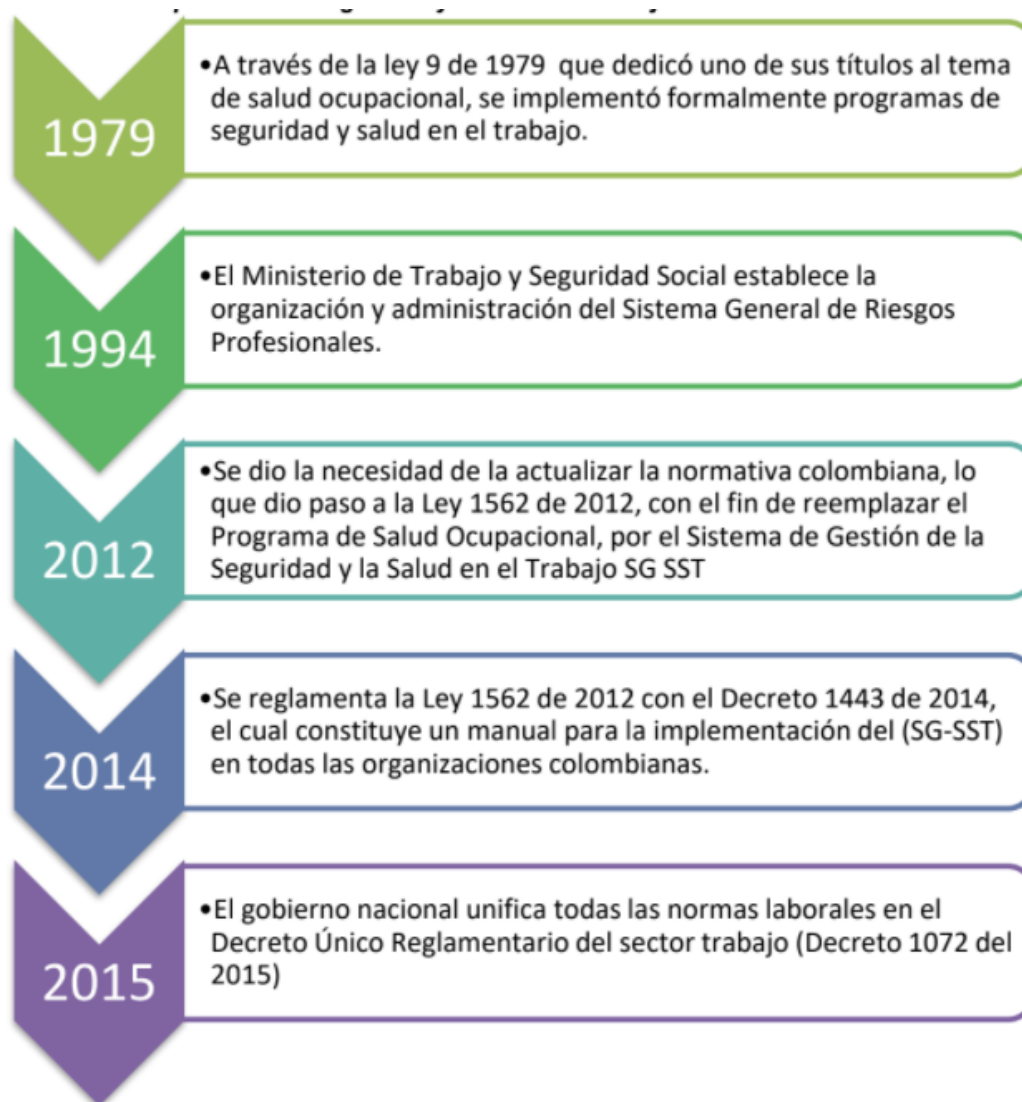 1979
•A través de la ley 9 de 1979 que dedicó uno de sus títulos al tema
de salud ocupacional, se implementó formalmente programas de
seguridad y salud en el trabajo.
1994
•El Ministerio de Trabajo y Seguridad Social establece la
organización y administración del Sistema General de Riesgos
Profesionales.
2012
•Se dio la necesidad de la actualizar la normativa colombiana, lo
que dio paso a la Ley 1562 de 2012, con el fin de reemplazar el
Programa de Salud Ocupacional, por el Sistema de Gestión de la
Seguridad y la Salud en el Trabajo SG SST
2014
•Se reglamenta la Ley 1562 de 2012 con el Decreto 1443 de 2014,
el cual constituye un manual para la implementación del (SG-SST)
en todas las organizaciones colombianas.
2015
•El gobierno nacional unifica todas las normas laborales en el
Decreto Único Reglamentario del sector trabajo (Decreto 1072 del
2015)